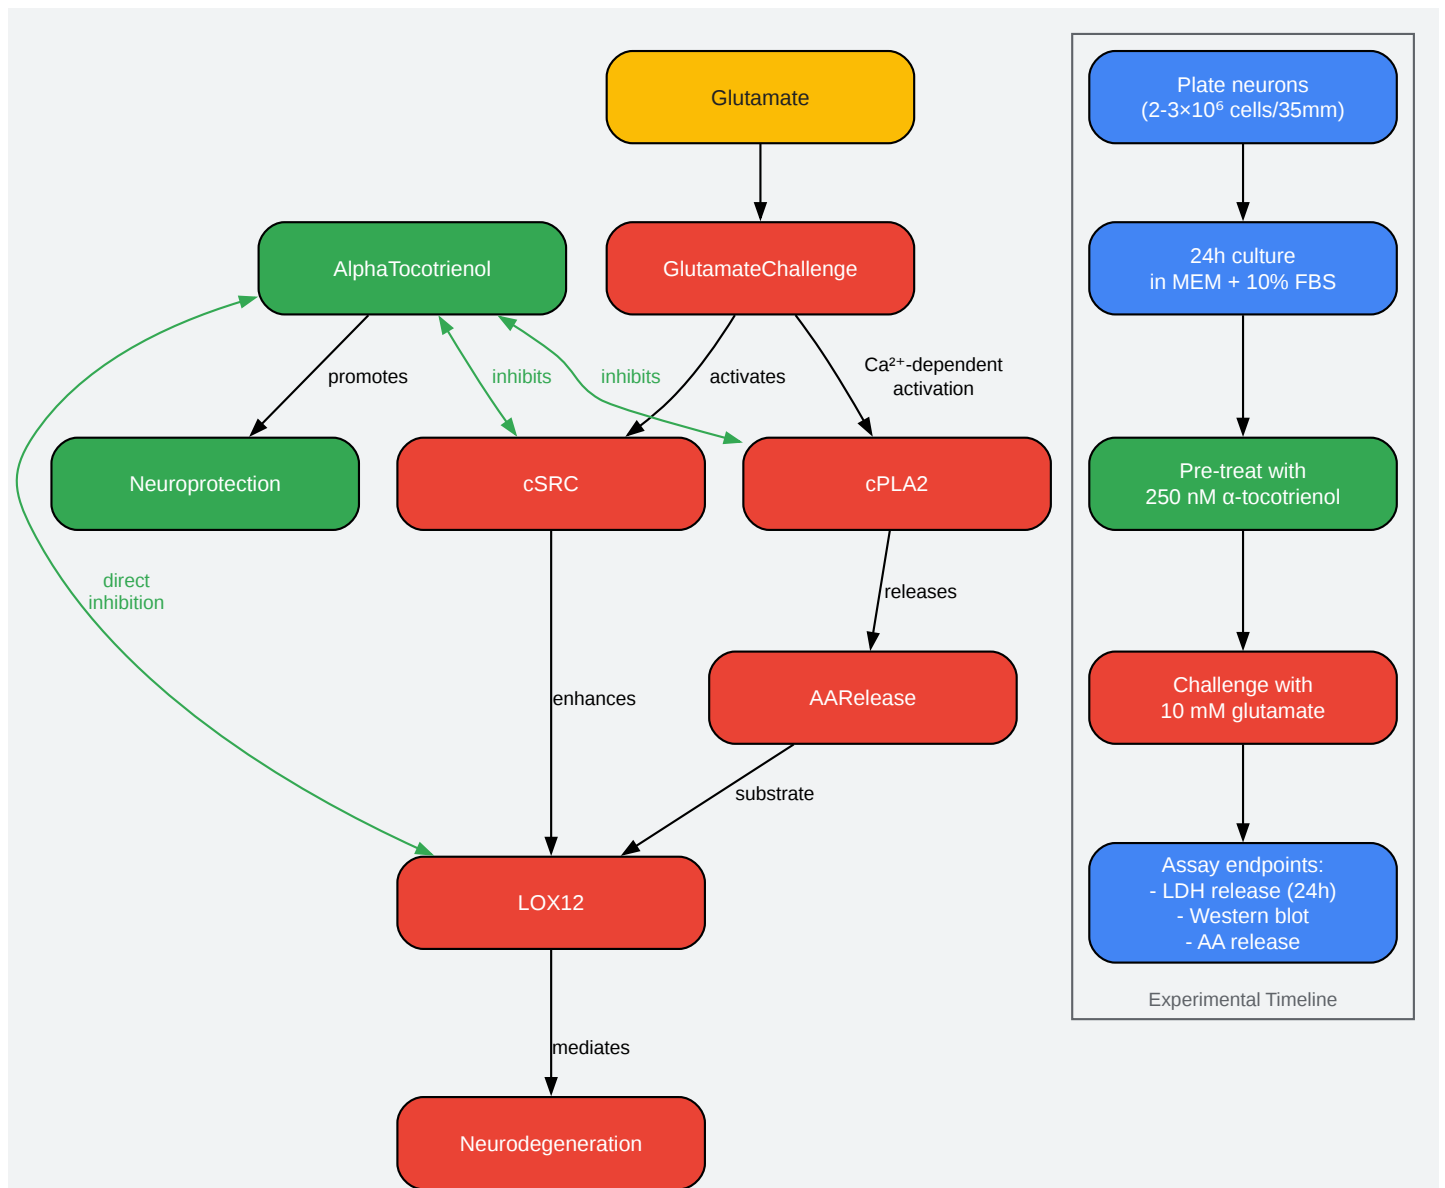 Glutamate
AlphaTocotrienol
GlutamateChallenge
promotes
inhibits
inhibits
activates
Ca²⁺-dependent
activation
Neuroprotection
cSRC
cPLA2
direct
inhibition
releases
enhances
AARelease
substrate
LOX12
mediates
Neurodegeneration
Plate neurons
(2-3×10⁶ cells/35mm)
24h culture
in MEM + 10% FBS
Pre-treat with
250 nM α-tocotrienol
Challenge with
10 mM glutamate
Assay endpoints:
- LDH release (24h)
- Western blot
- AA release
Experimental Timeline